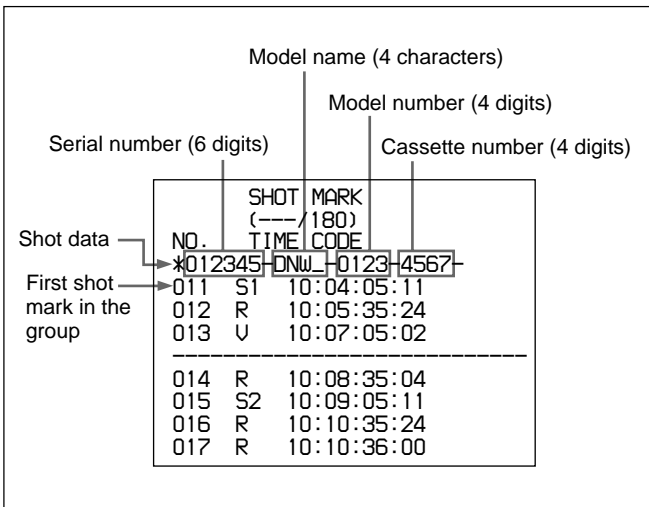 Model name (4 characters)
Model number (4 digits)
Serial number (6 digits)
Cassette number (4 digits)
SHOT MARK
(---/180)
NO. TIME CODE
Shot data
*012345-DNW_-0123-4567-
First shot
mark in the
group
011 S1 10:04:05:11
012 R 10:05:35:24
013 V 10:07:05:02
------------------------------
014 R 10:08:35:04
015 S2 10:09:05:11
016 R 10:10:35:24
017 R 10:10:36:00